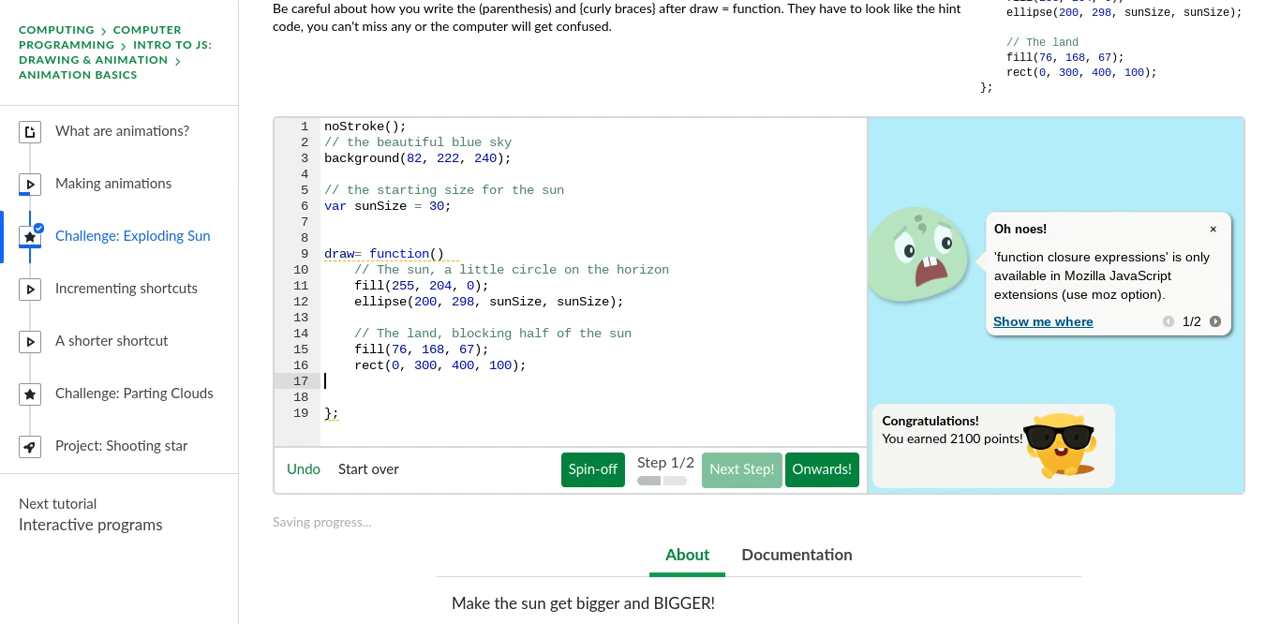 COMPUTING > COMPUTER
PROGRAMMING > INTRO TO JS:
DRAWING & ANIMATION >
ANIMATION BASICS
What are animations?
Making animations
Challenge: Exploding Sun
Incrementing shortcuts
A shorter shortcut
Challenge: Parting Clouds
Project: Shooting star
Next tutorial
Interactive programs
Be careful about how you write the (parenthesis) and {curly braces} after draw = function. They have to look like the hint
code, you can't miss any or the computer will get confused.
ellipse(200, 298, sunSize, sunSize);
// The land
fill(76, 168, 67);
rect(0, 300, 400, 100);
};
1 noStroke();
2 // the beautiful blue sky
3 background(82, 222, 240);
4
5 // the starting size for the sun
6 var sunSize = 30;
7
8
9 draw= function()
10 // The sun, a little circle on the horizon
11 fill(255, 204, 0);
12 ellipse(200, 298, sunSize, sunSize);
13
14 // The land, blocking half of the sun
15 fill(76, 168, 67);
16 rect(0, 300, 400, 100);
17
18
19 };
Oh noes! ×
'function closure expressions' is only
available in Mozilla JavaScript
extensions (use moz option).
Show me where 1/2
Congratulations!
You earned 2100 points!
Undo Start over Spin-off Step 1/2 Next Step! Onwards!
Saving progress...
About Documentation
Make the sun get bigger and BIGGER!